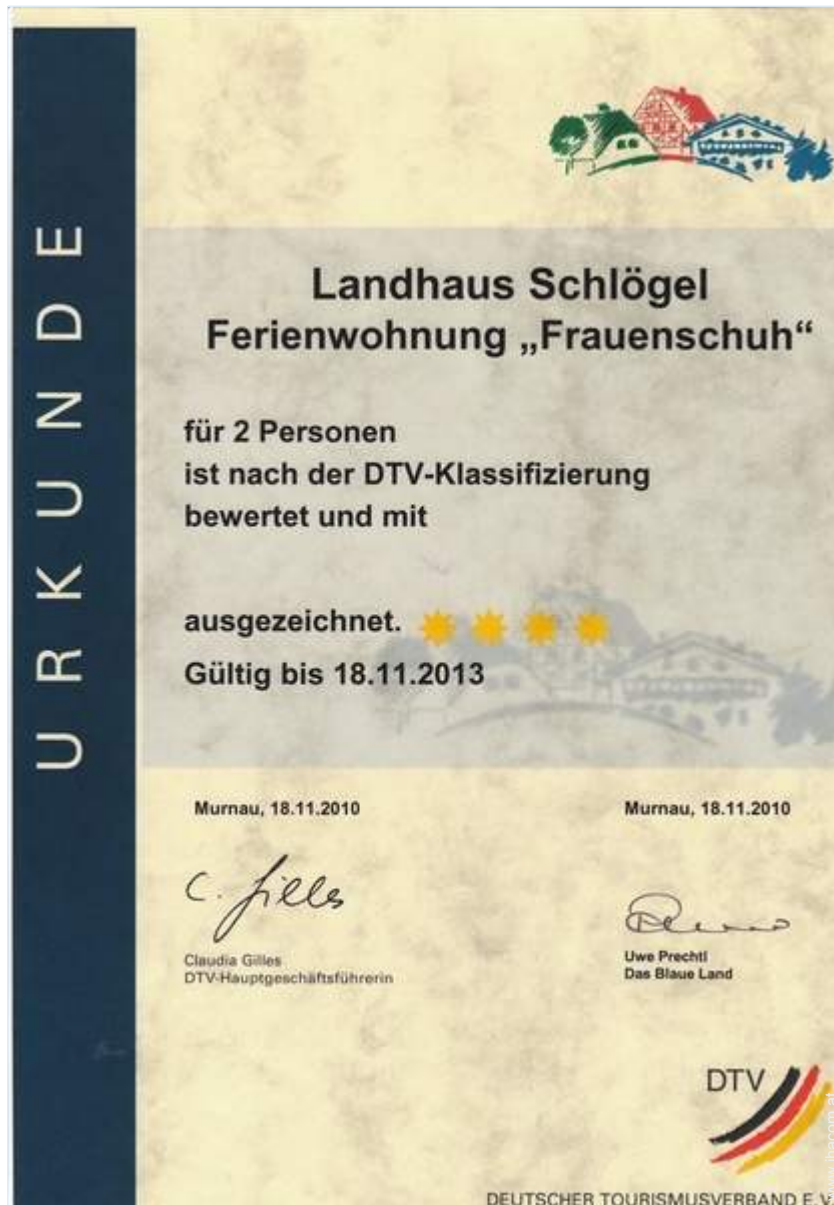 URKUNDE
Landhaus Schlögel
Ferienwohnung „Frauenschuh“
für 2 Personen
ist nach der DTV-Klassifizierung
bewertet und mit
ausgezeichnet.
Gültig bis 18.11.2013
Murnau, 18.11.2010
Murnau, 18.11.2010
C. Gilles
Claudia Gilles
DTV-Hauptgeschäftsführerin
Uwe Prechtl
Das Blaue Land
DTV
DEUTSCHER TOURISMUSVERBAND E. V.